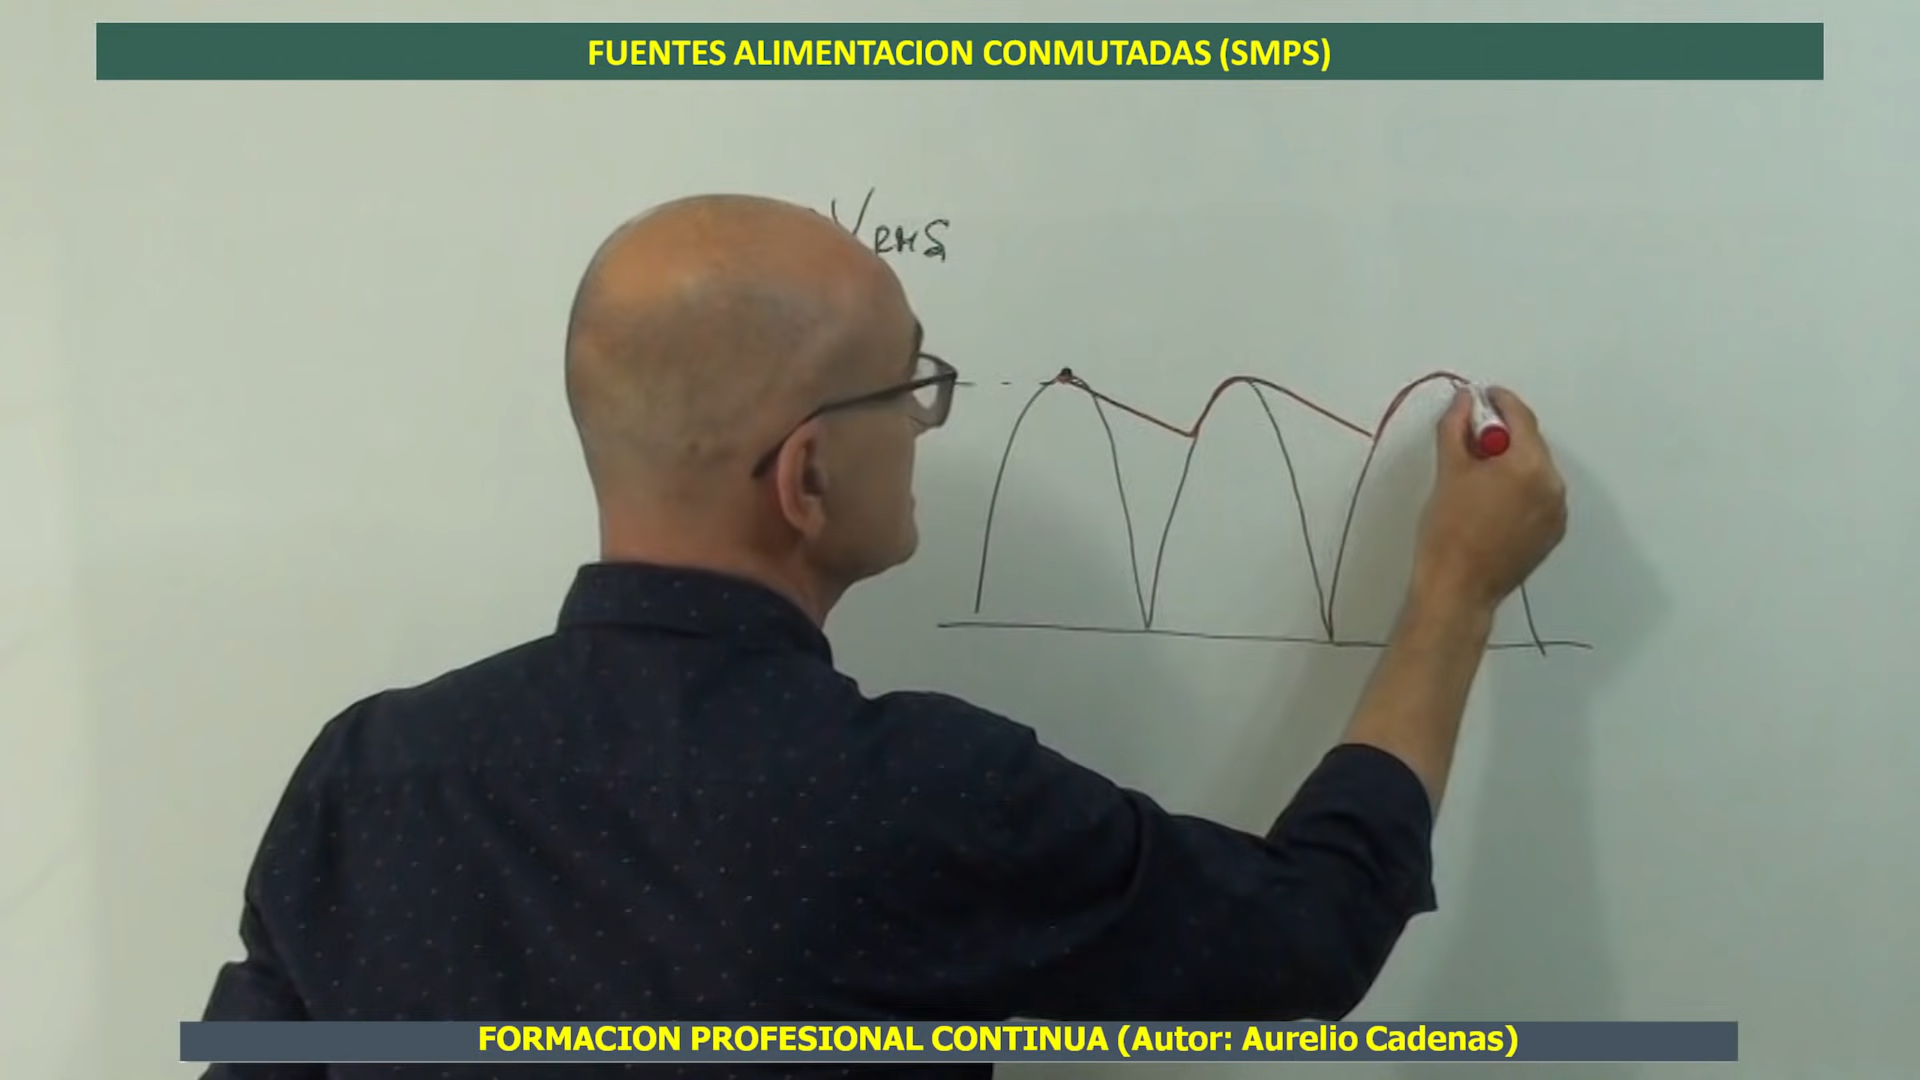 FUENTES ALIMENTACION CONMUTADAS (SMPS)
VRMS
FORMACION PROFESIONAL CONTINUA (Autor: Aurelio Cadenas)